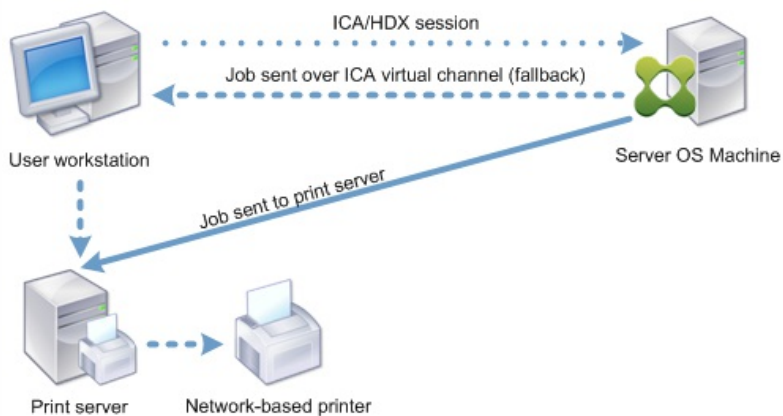 ICA/HDX session
Job sent over ICA virtual channel (fallback)
User workstation
Server OS Machine
Job sent to print server
Print server
Network-based printer